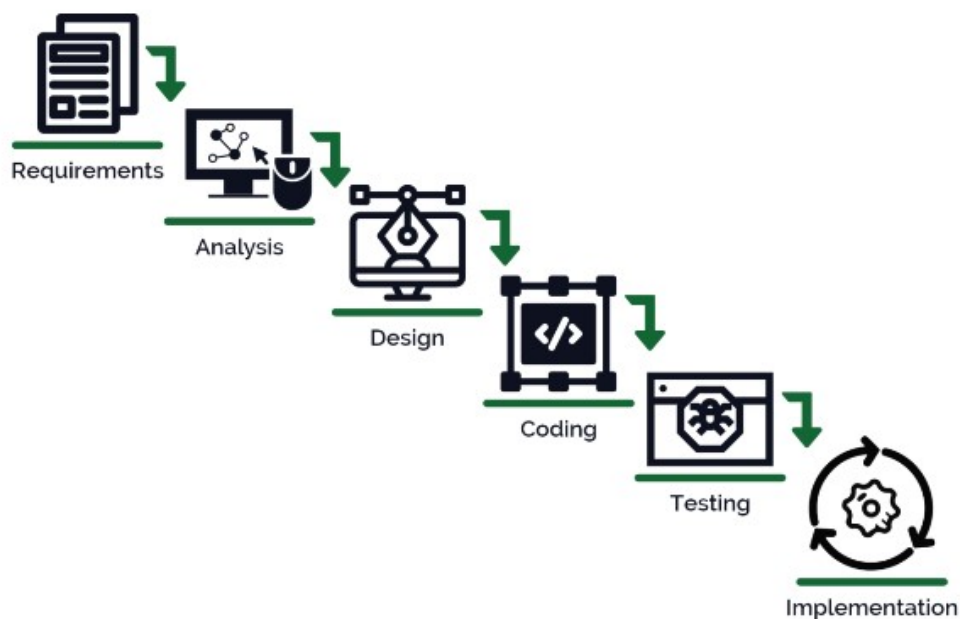 Requirements
Analysis
Design
</>
Coding
Testing
Implementation